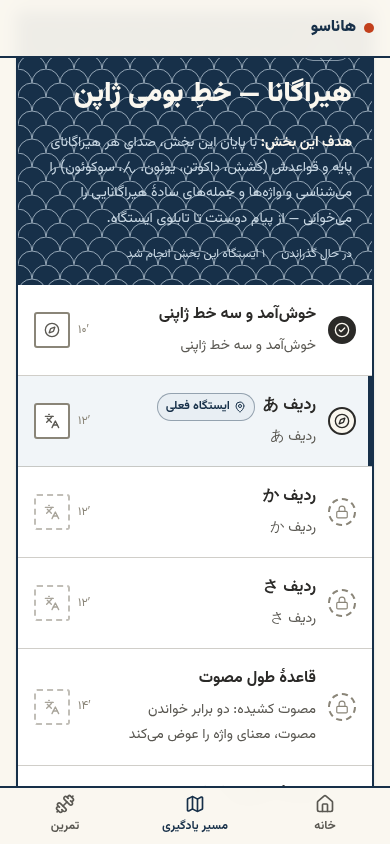 هاناسو
هیراگانا — خطِ بومی ژاپن
هدف این بخش: با پایان این بخش، صدای هر هیراگانای
پایه و قواعدش (کشش، داکوتن، یوئون، ん، سوکوئون) را
می‌شناسی و واژه‌ها و جمله‌های سادهٔ هیراگانایی را
می‌خوانی — از پیام دوستت تا تابلوی ایستگاه.
در حال گذراندن ۱ ایستگاه این بخش انجام شد
خوش‌آمد و سه خط ژاپنی
خوش‌آمد و سه خط ژاپنی
۱۰′
ردیف あ ایستگاه فعلی
ردیف あ
۱۲′
ردیف か
ردیف か
۱۲′
ردیف さ
ردیف さ
۱۲′
قاعدهٔ طول مصوت
مصوت کشیده: دو برابر خواندن
مصوت، معنای واژه را عوض می‌کند
۱۴′
خانه
مسیر یادگیری
تمرین